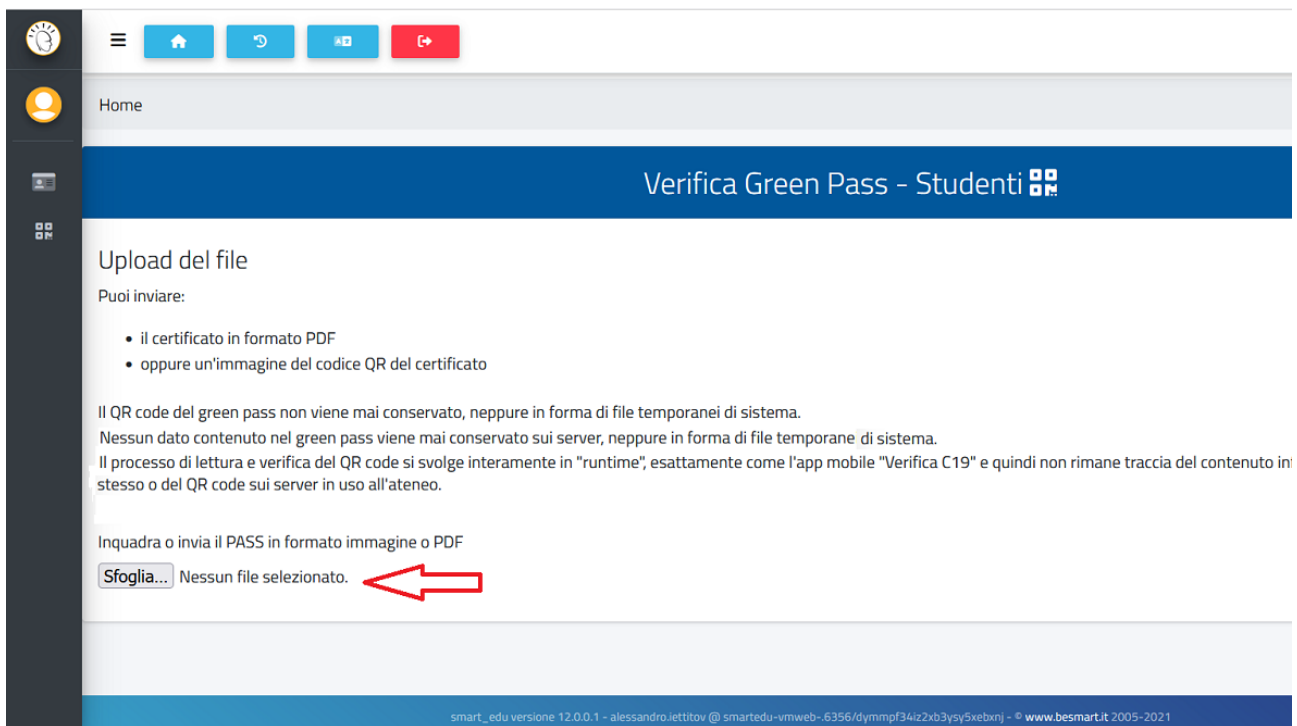 Home
Verifica Green Pass - Studenti
Upload del file
Puoi inviare:
• il certificato in formato PDF
• oppure un'immagine del codice QR del certificato
Il QR code del green pass non viene mai conservato, neppure in forma di file temporanei di sistema.
Nessun dato contenuto nel green pass viene mai conservato sui server, neppure in forma di file temporane di sistema.
Il processo di lettura e verifica del QR code si svolge interamente in "runtime", esattamente come l'app mobile "Verifica C19" e quindi non rimane traccia del contenuto in
stesso o del QR code sui server in uso all'ateneo.
Inquadra o invia il PASS in formato immagine o PDF
Sfoglia... Nessun file selezionato.
smart_edu versione 12.0.0.1 - alessandro.iettitov @ smartedu-vmweb-.6356/dymmpf34iz2xb3ysy5xebxnj - © www.besmart.it 2005-2021